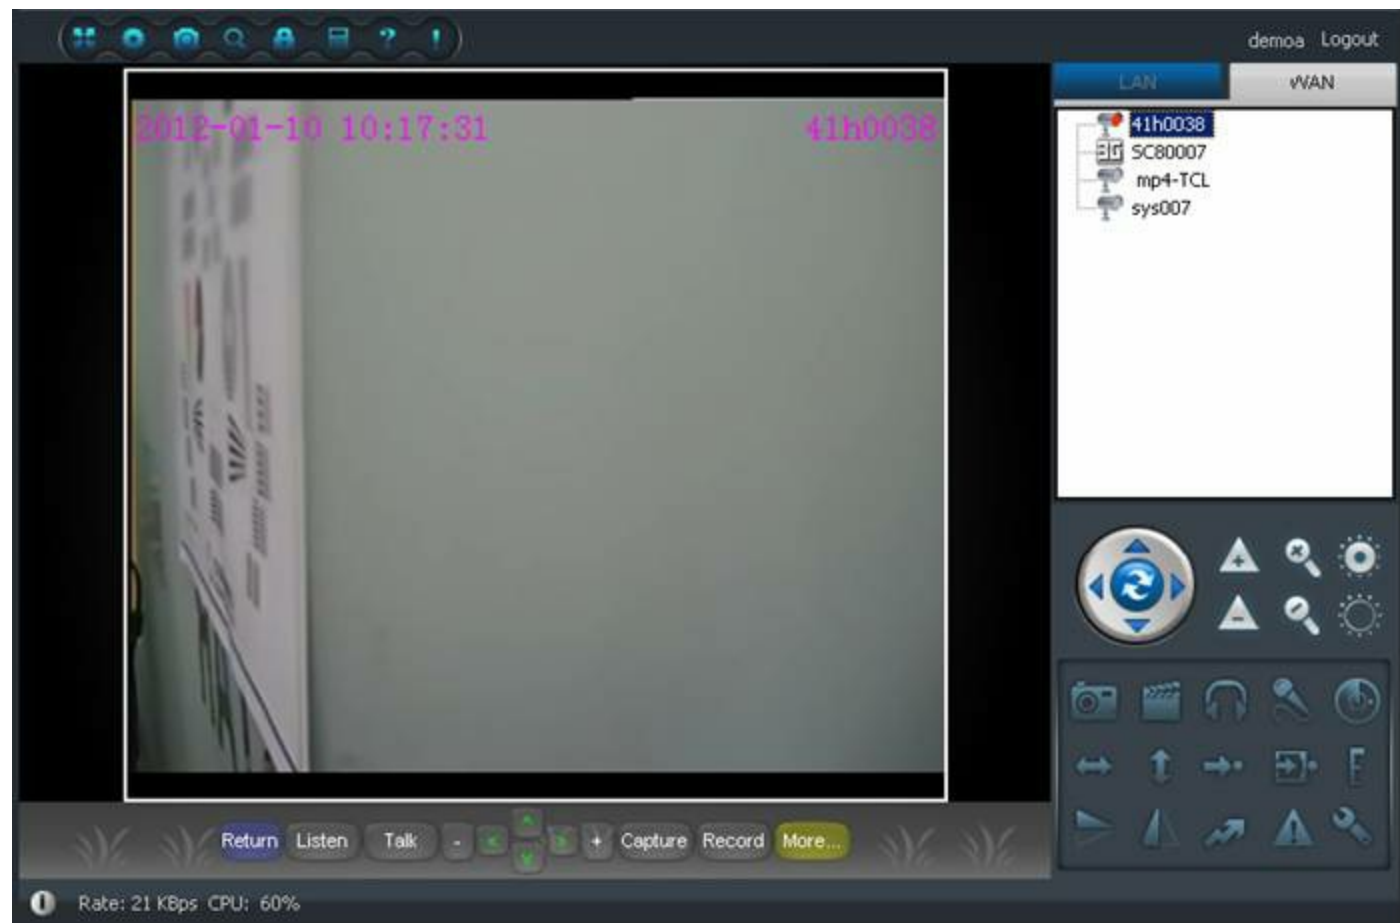 demoa Logout
LAN WAN
2012-01-10 10:17:31 41h0038
41h0038
SC80007
mp4-TCL
sys007
Return Listen Talk - + Capture Record More...
Rate: 21 KBps CPU: 60%